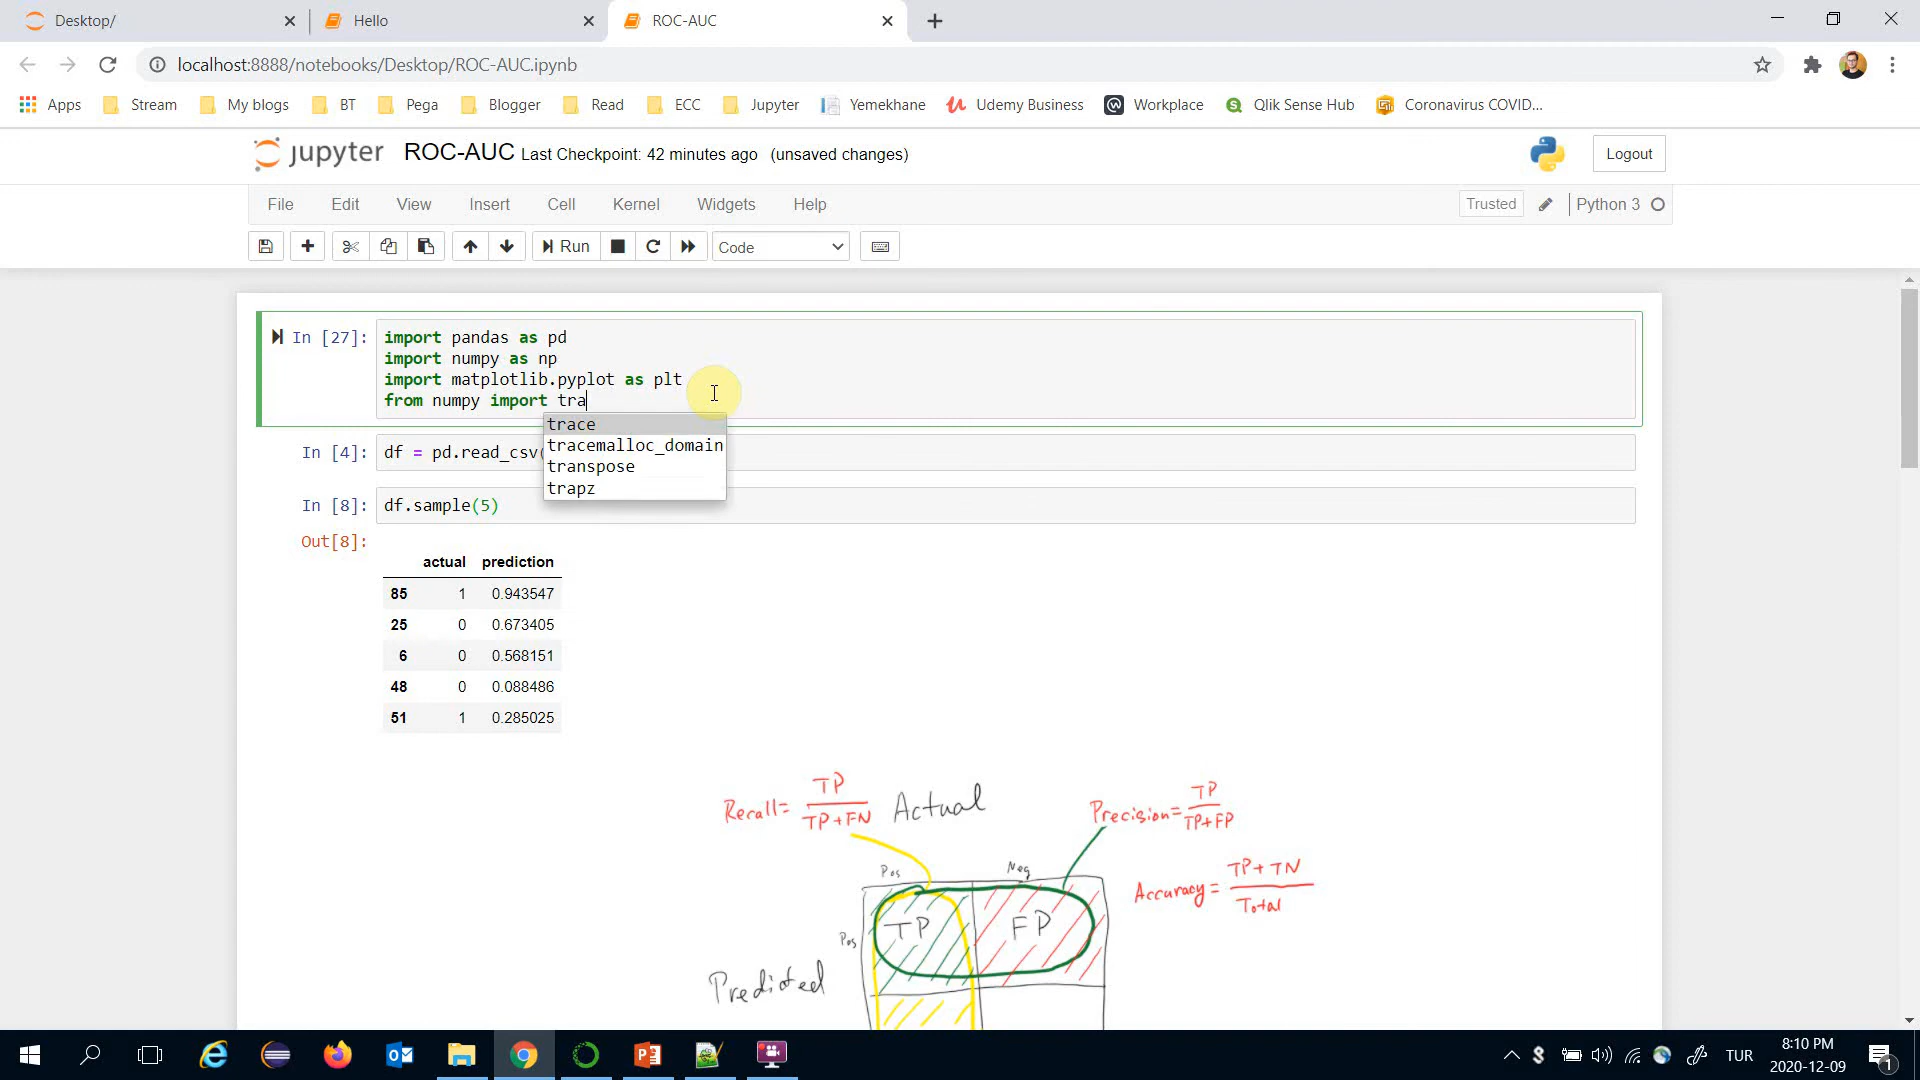 Desktop/
Hello
ROC-AUC
localhost:8888/notebooks/Desktop/ROC-AUC.ipynb
Apps Stream My blogs BT Pega Blogger Read ECC Jupyter Yemekhane Udemy Business Workplace Qlik Sense Hub Coronavirus COVID...
jupyter ROC-AUC Last Checkpoint: 42 minutes ago (unsaved changes) Logout
File Edit View Insert Cell Kernel Widgets Help Trusted Python 3
Run Code
In [27]: import pandas as pd
import numpy as np
import matplotlib.pyplot as plt
from numpy import tra
trace
tracemalloc_domain
transpose
trapz
In [4]: df = pd.read_csv(
In [8]: df.sample(5)
Out[8]:
actual prediction
85 1 0.943547
25 0 0.673405
6 0 0.568151
48 0 0.088486
51 1 0.285025
Recall= TP
TP+FN
Actual
Precision= TP
TP+FP
Accuracy= TP+TN
Total
Pos Neg
Pos TP FP
Predicted
TUR
8:10 PM
2020-12-09
1